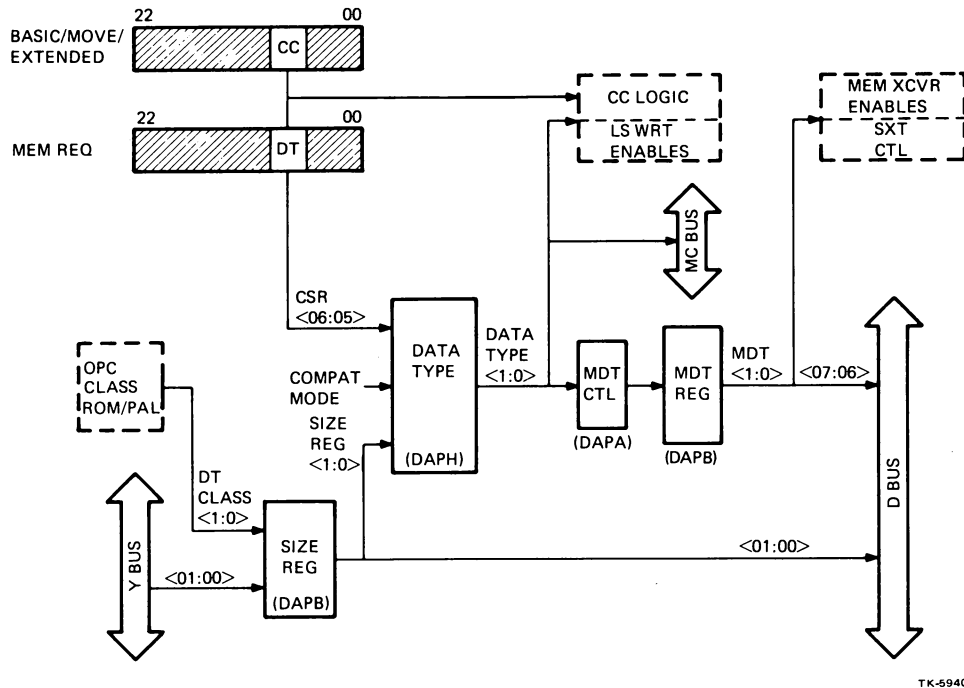 22 00
BASIC/MOVE/
EXTENDED
CC
22 00
MEM REQ
DT
CC LOGIC
LS WRT
ENABLES
MEM XCVR
ENABLES
SXT
CTL
MC BUS
CSR
<06:05>
DATA
TYPE
(DAPH)
COMPAT
MODE
SIZE
REG
<1:0>
DATA
TYPE
<1:0>
MDT
CTL
(DAPA)
MDT
REG
(DAPB)
MDT
<1:0>
<07:06>
D BUS
OPC
CLASS
ROM/PAL
DT
CLASS
<1:0>
Y BUS
<01:00>
SIZE
REG
(DAPB)
<01:00>
TK-5940